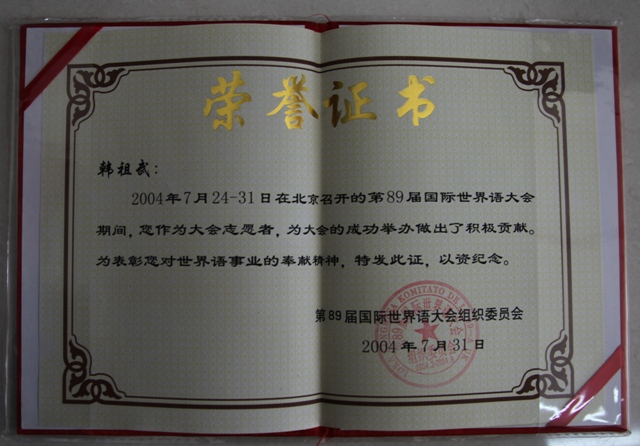 荣誉证书
韩祖武：
2004年7月24-31日在北京召开的第89届国际世界语大会
期间，您作为大会志愿者，为大会的成功举办做出了积极贡献。
为表彰您对世界语事业的奉献精神，特发此证，以资纪念。
第89届国际世界语大会组织委员会
2004年7月31日